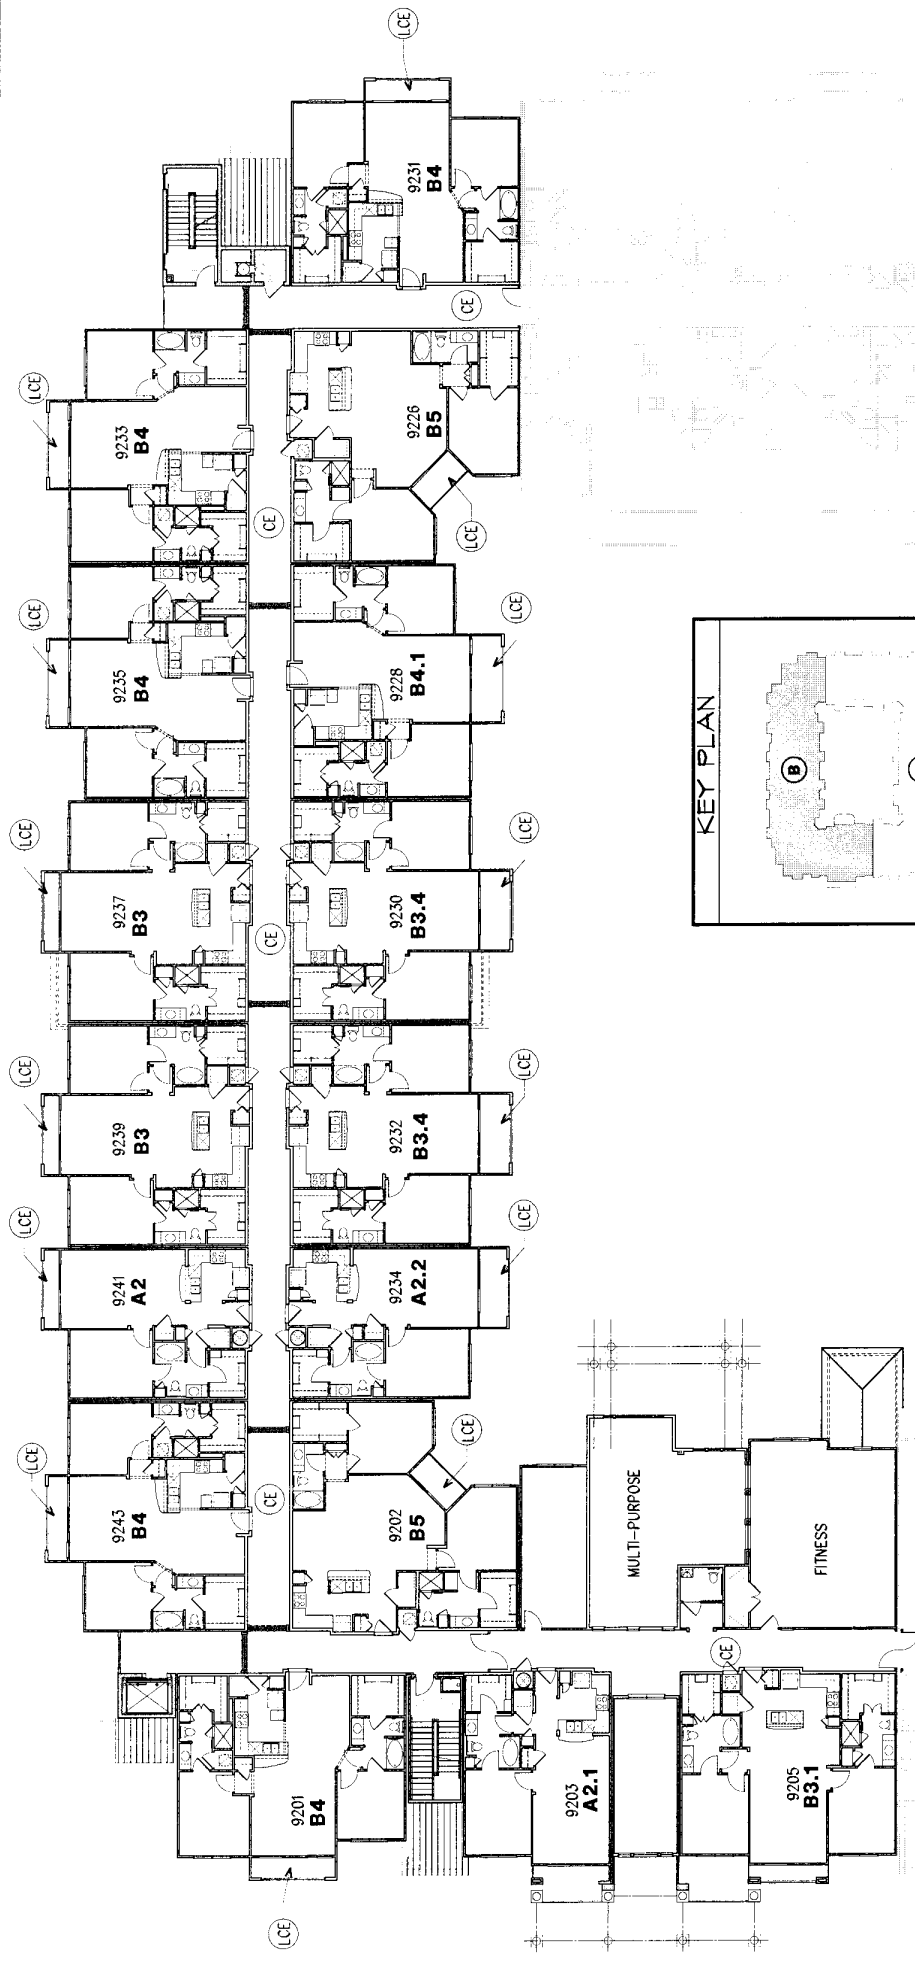 LCE
9231
B4
CE
LCE
9233
B4
CE
9226
B5
LCE
LCE
9235
B4
9228
B4.1
LCE
LCE
9237
B3
CE
9230
B3.4
LCE
LCE
9239
B3
9232
B3.4
LCE
LCE
9241
A2
9234
A2.2
LCE
LCE
9243
B4
CE
9202
B5
LCE
MULTI-PURPOSE
FITNESS
CE
9201
B4
LCE
9203
A2.1
9205
B3.1
KEY PLAN
B